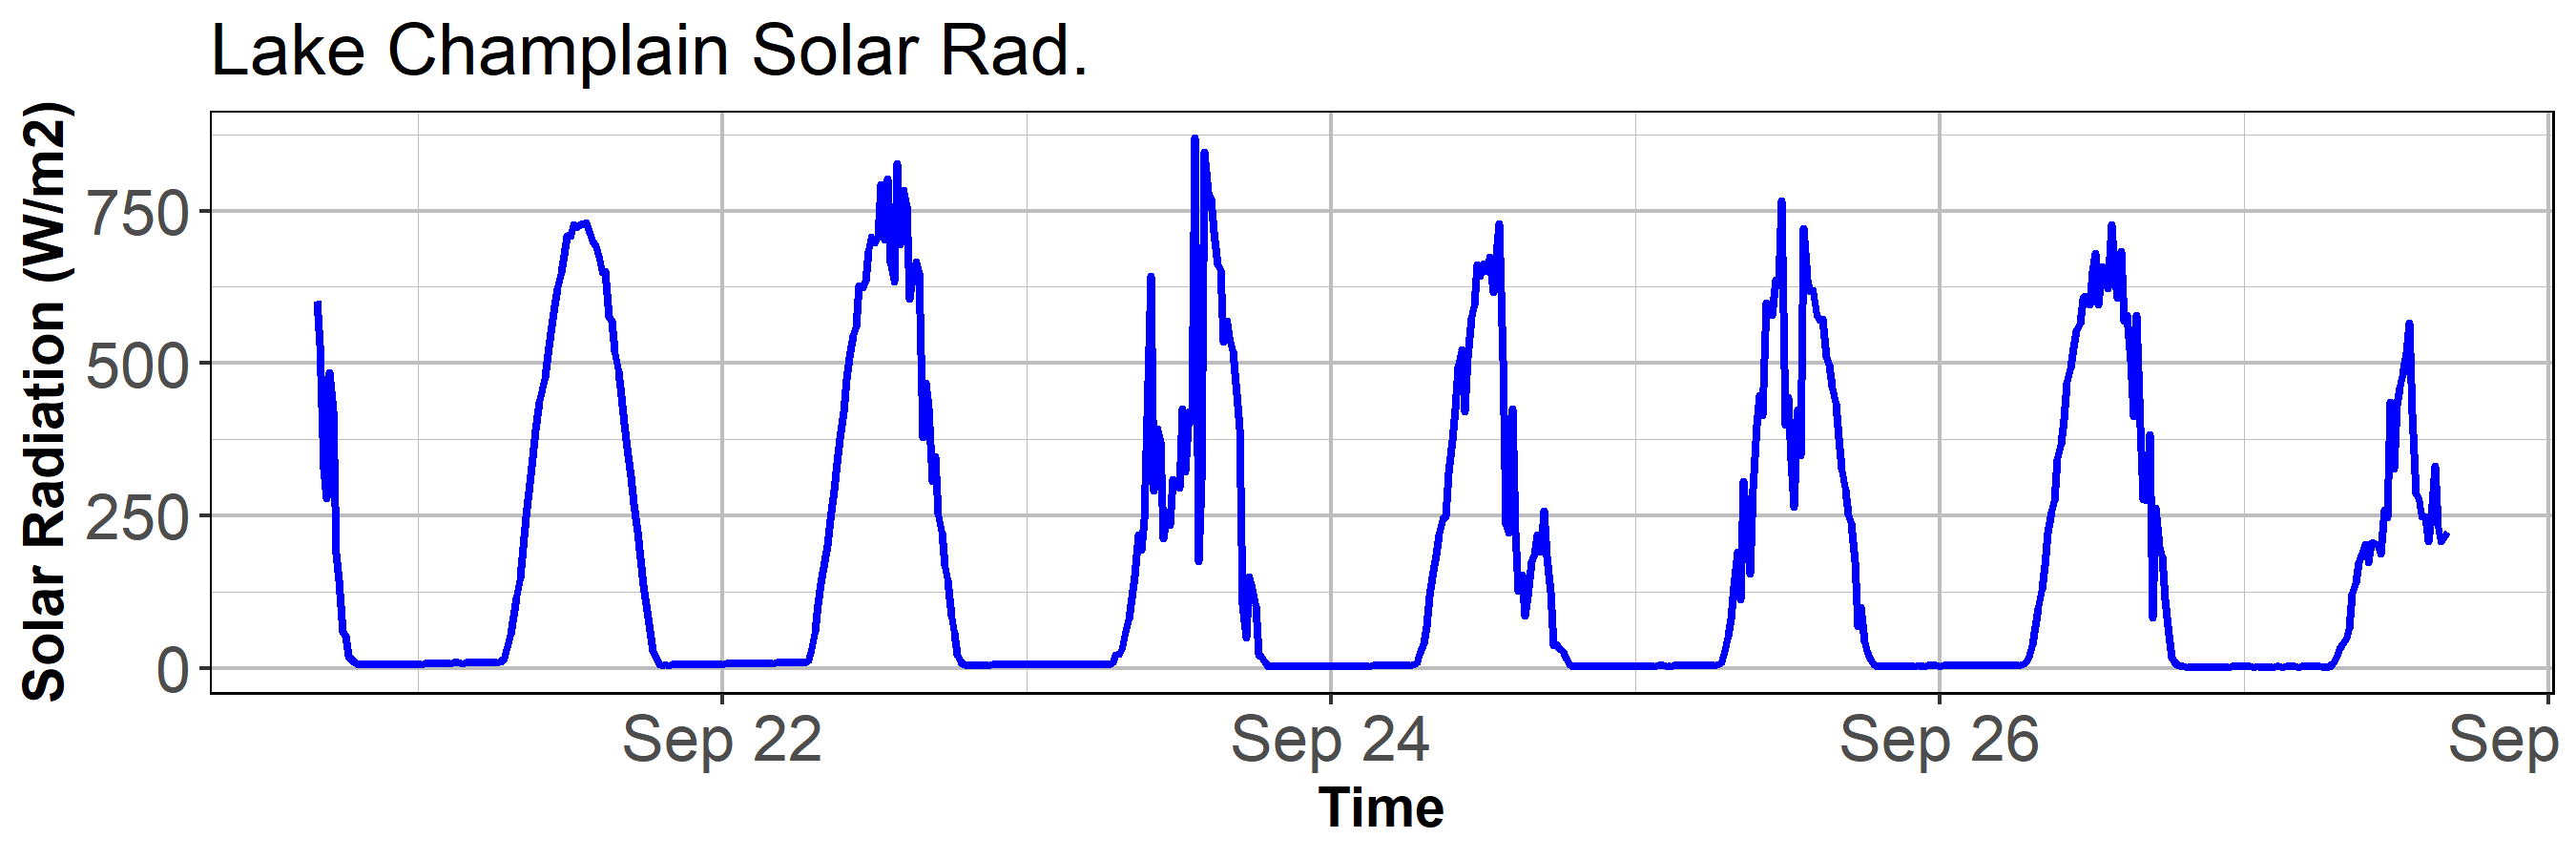 Lake Champlain Solar Rad.
Solar Radiation (W/m2)
750
500
250
0
Sep 22
Sep 24
Sep 26
Sep
Time